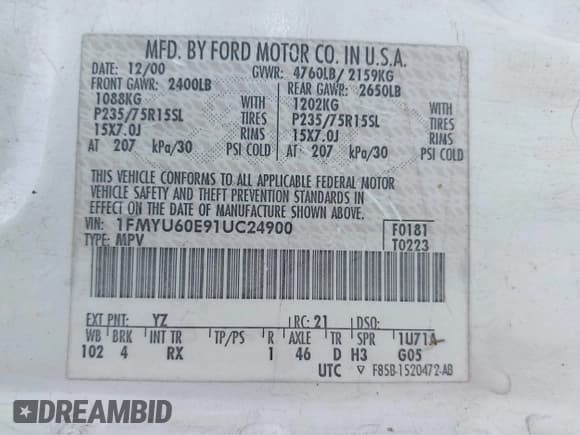 MFD. BY FORD MOTOR CO. IN U.S.A.
DATE: 12/00 GVWR: 4760LB/ 2159KG
FRONT GAWR: 2400LB REAR GAWR: 2650LB
1088KG WITH 1202KG WITH
P235/75R15SL TIRES P235/75R15SL TIRES
15X7.0J RIMS 15X7.0J RIMS
AT 207 kPa/30 PSI COLD AT 207 kPa/30 PSI COLD
THIS VEHICLE CONFORMS TO ALL APPLICABLE FEDERAL MOTOR
VEHICLE SAFETY AND THEFT PREVENTION STANDARDS
IN EFFECT ON THE DATE OF MANUFACTURE SHOWN ABOVE.
VIN: 1FMYU60E91UC24900 F0181
TYPE: MPV T0223
EXT PNT: YZ RC: 21 DSO:
WB BRK INT TR TP/PS R AXLE TR SPR 1U71A
102 4 RX 1 46 D H3 G05
UTC ▽ F85B-1520472-AB
DREAMBID